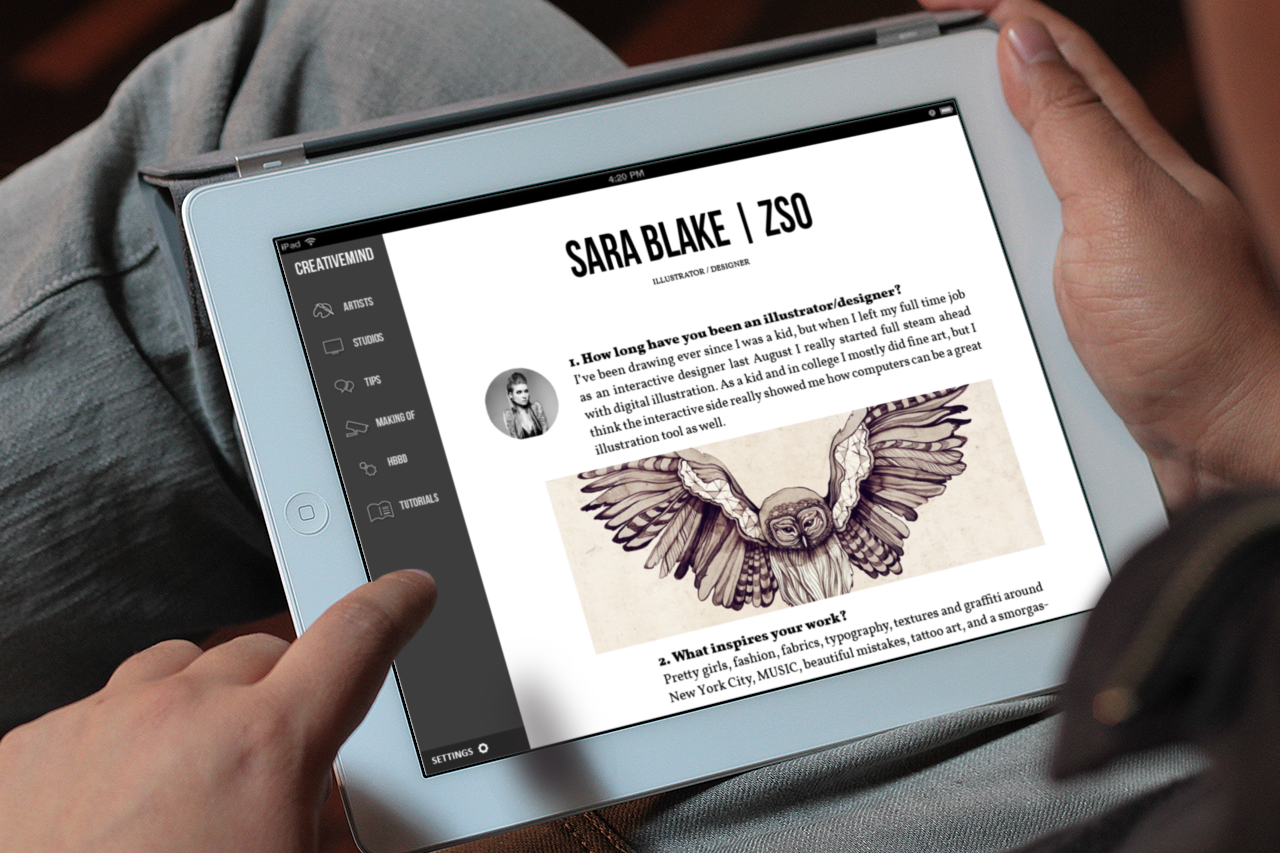 iPad
4:20 PM
CREATIVEMIND
ARTISTS
STUDIOS
TIPS
MAKING OF
HBBD
TUTORIALS
SETTINGS
SARA BLAKE | ZSO
ILLUSTRATOR / DESIGNER
1. How long have you been an illustrator/designer?
I've been drawing ever since I was a kid, but when I left my full time job
as an interactive designer last August I really started full steam ahead
with digital illustration. As a kid and in college I mostly did fine art, but I
think the interactive side really showed me how computers can be a great
illustration tool as well.
2. What inspires your work?
Pretty girls, fashion, fabrics, typography, textures and graffiti around
New York City, MUSIC, beautiful mistakes, tattoo art, and a smorgas-